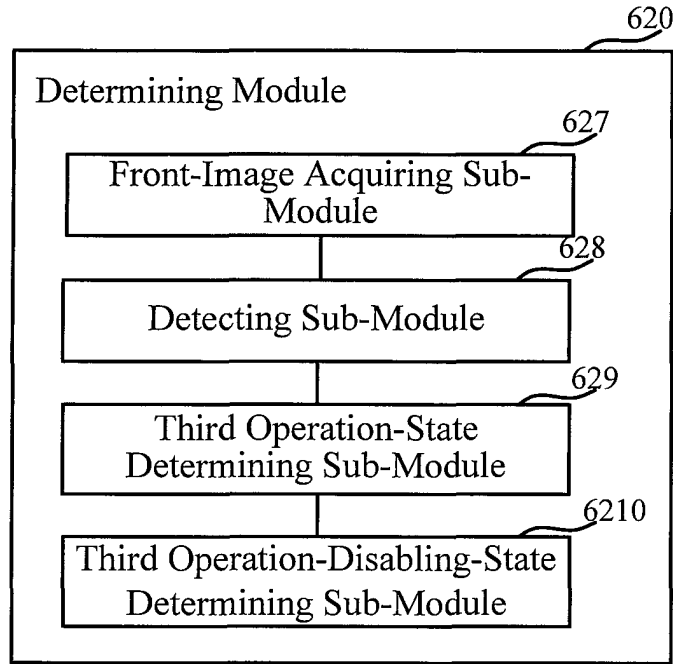 620
Determining Module
627
Front-Image Acquiring Sub-
Module
628
Detecting Sub-Module
629
Third Operation-State
Determining Sub-Module
6210
Third Operation-Disabling-State
Determining Sub-Module